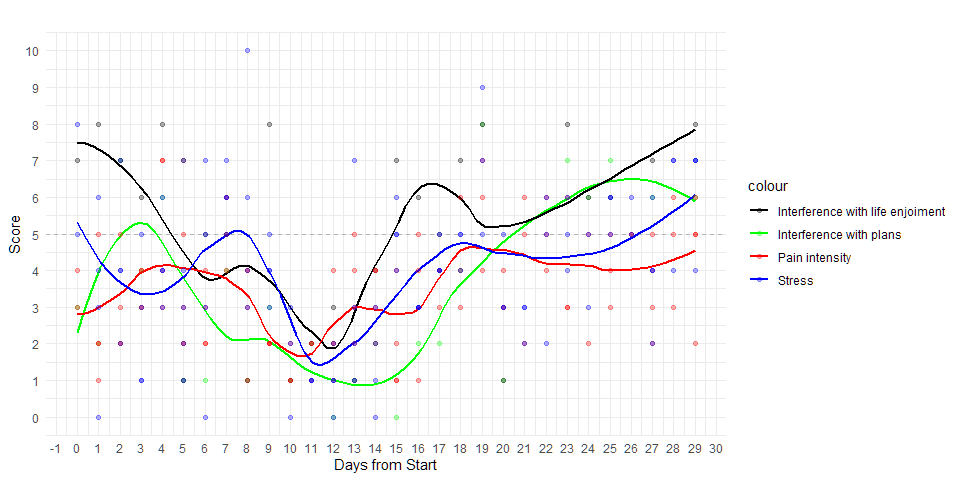 10
9
8
7
6
5
4
3
2
1
0
Score
-1 0 1 2 3 4 5 6 7 8 9 10 11 12 13 14 15 16 17 18 19 20 21 22 23 24 25 26 27 28 29 30
Days from Start
colour
Interference with life enjoiment
Interference with plans
Pain intensity
Stress